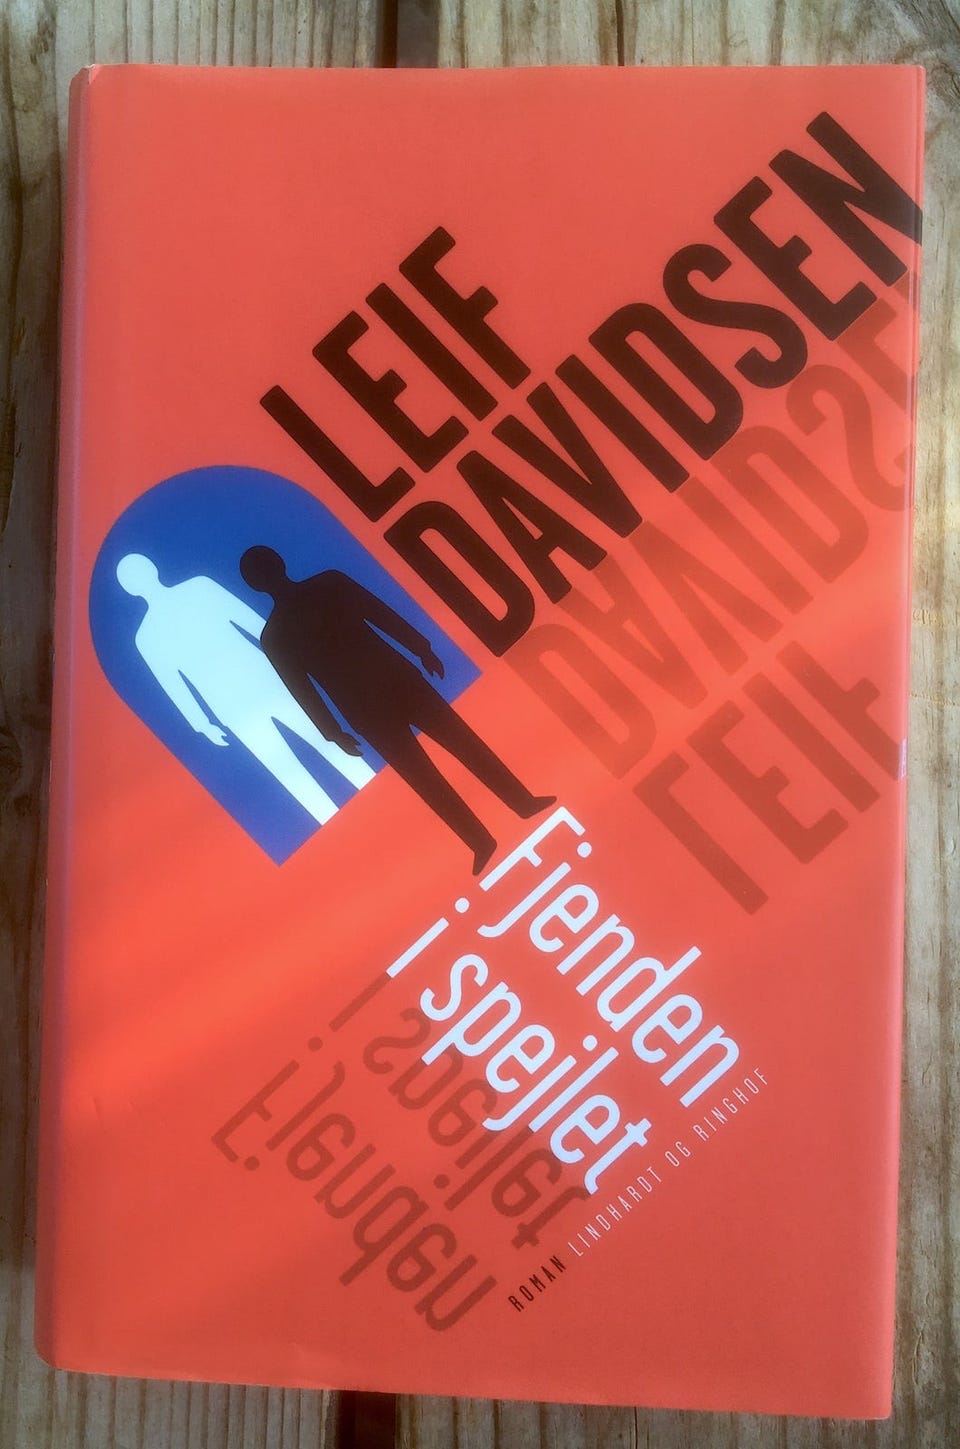 LEIF
DAVIDSEN
Fjenden
i spejlet
ROMAN LINDHARDT OG RINGHOF